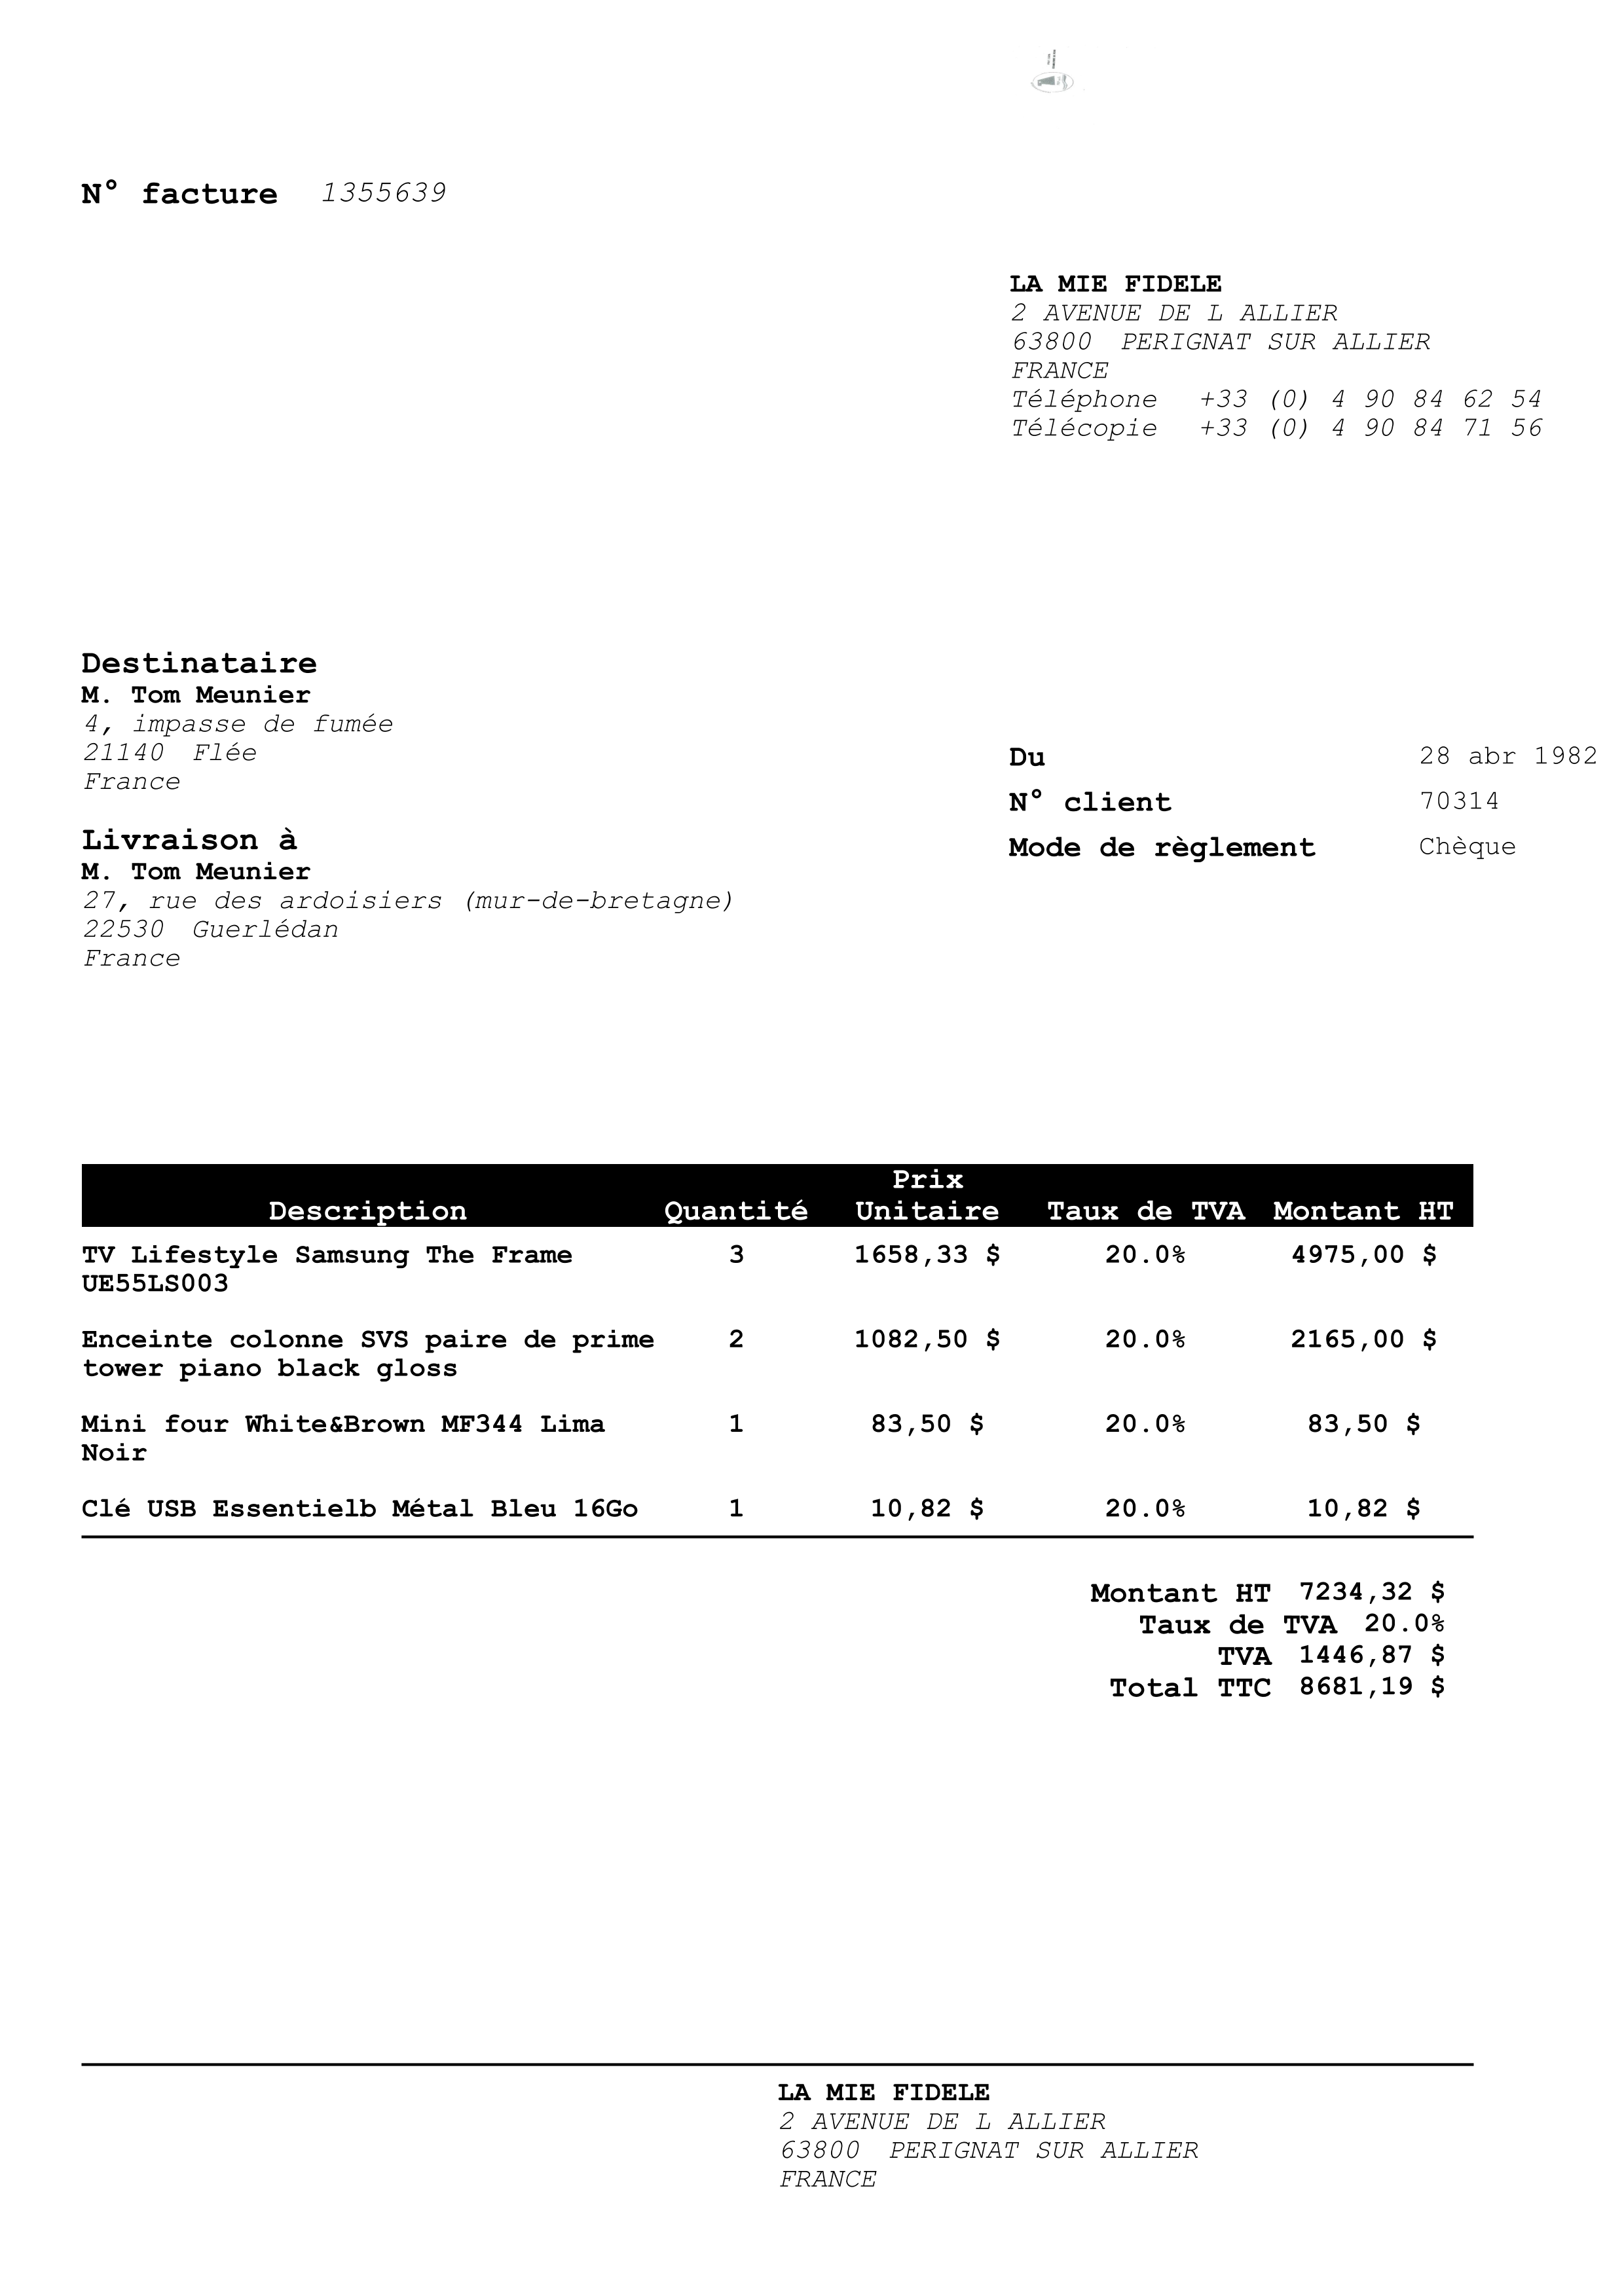 N° facture 1355639
LA MIE FIDELE
2 AVENUE DE L ALLIER
63800 PERIGNAT SUR ALLIER
FRANCE
Téléphone +33 (0) 4 90 84 62 54
Télécopie +33 (0) 4 90 84 71 56
Destinataire
M. Tom Meunier
4, impasse de fumée
21140 Flée
France
Du 28 abr 1982
N° client 70314
Mode de règlement Chèque
Livraison à
M. Tom Meunier
27, rue des ardoisiers (mur-de-bretagne)
22530 Guerlédan
France
Description Quantité Prix Unitaire Taux de TVA Montant HT
TV Lifestyle Samsung The Frame 3 1658,33 $ 20.0% 4975,00 $
UE55LS003
Enceinte colonne SVS paire de prime 2 1082,50 $ 20.0% 2165,00 $
tower piano black gloss
Mini four White&Brown MF344 Lima 1 83,50 $ 20.0% 83,50 $
Noir
Clé USB Essentielb Métal Bleu 16Go 1 10,82 $ 20.0% 10,82 $
Montant HT 7234,32 $
Taux de TVA 20.0%
TVA 1446,87 $
Total TTC 8681,19 $
LA MIE FIDELE
2 AVENUE DE L ALLIER
63800 PERIGNAT SUR ALLIER
FRANCE